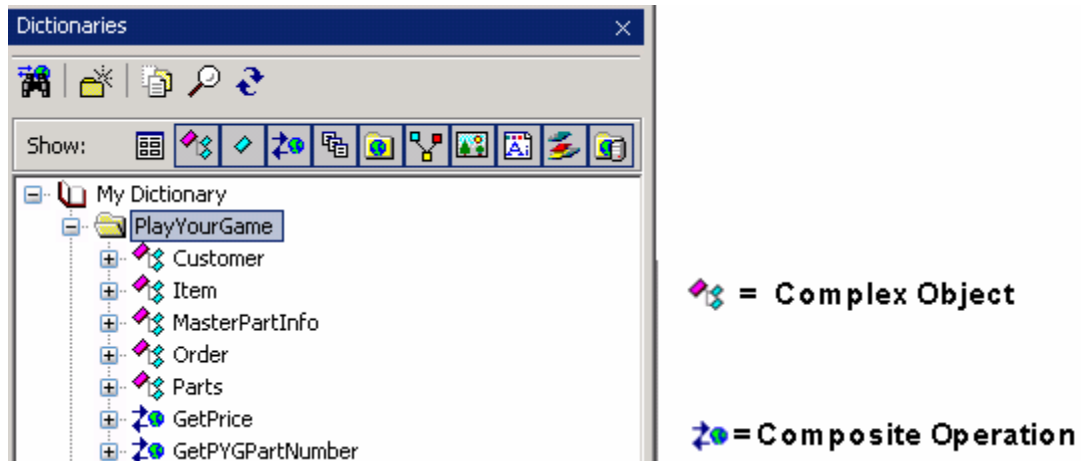 Dictionaries
Show:
My Dictionary
PlayYourGame
Customer
Item
MasterPartInfo
= Complex Object
Order
Parts
GetPrice
= Composite Operation
GetPYGPartNumber